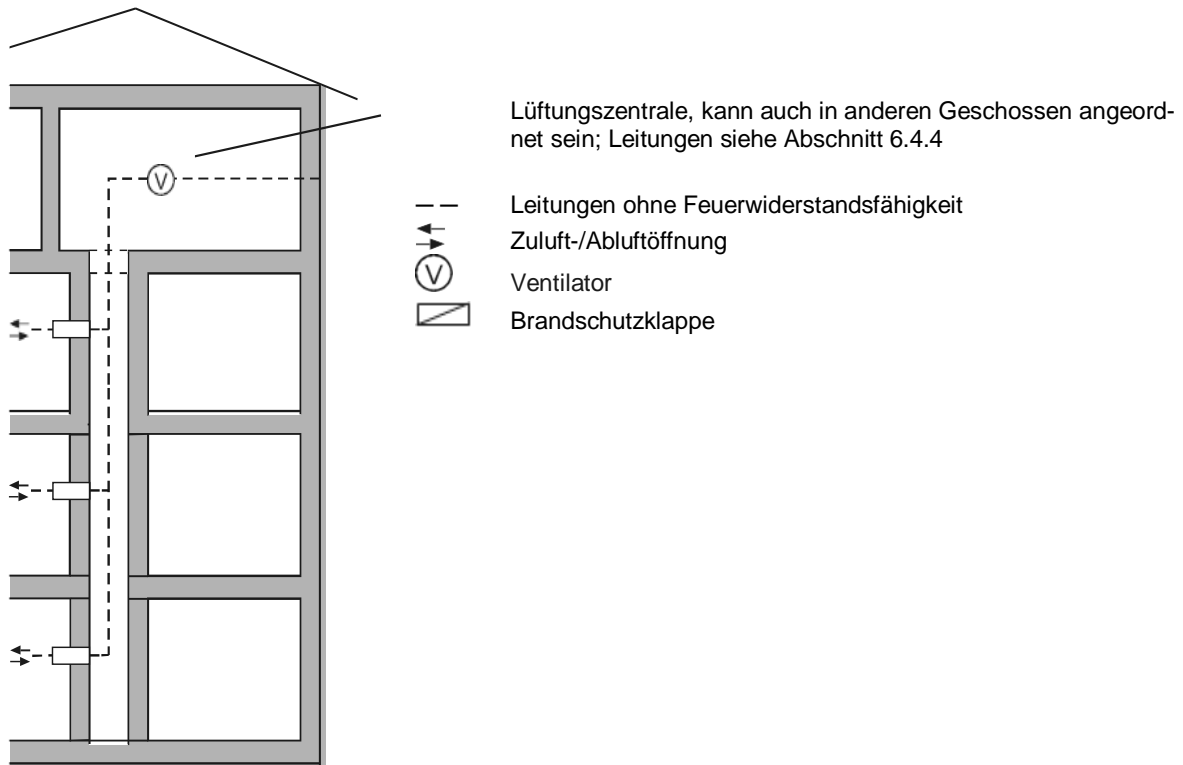 Lüftungszentrale, kann auch in anderen Geschossen angeord-
net sein; Leitungen siehe Abschnitt 6.4.4
V
Leitungen ohne Feuerwiderstandsfähigkeit
Zuluft-/Abluftöffnung
V Ventilator
Brandschutzklappe